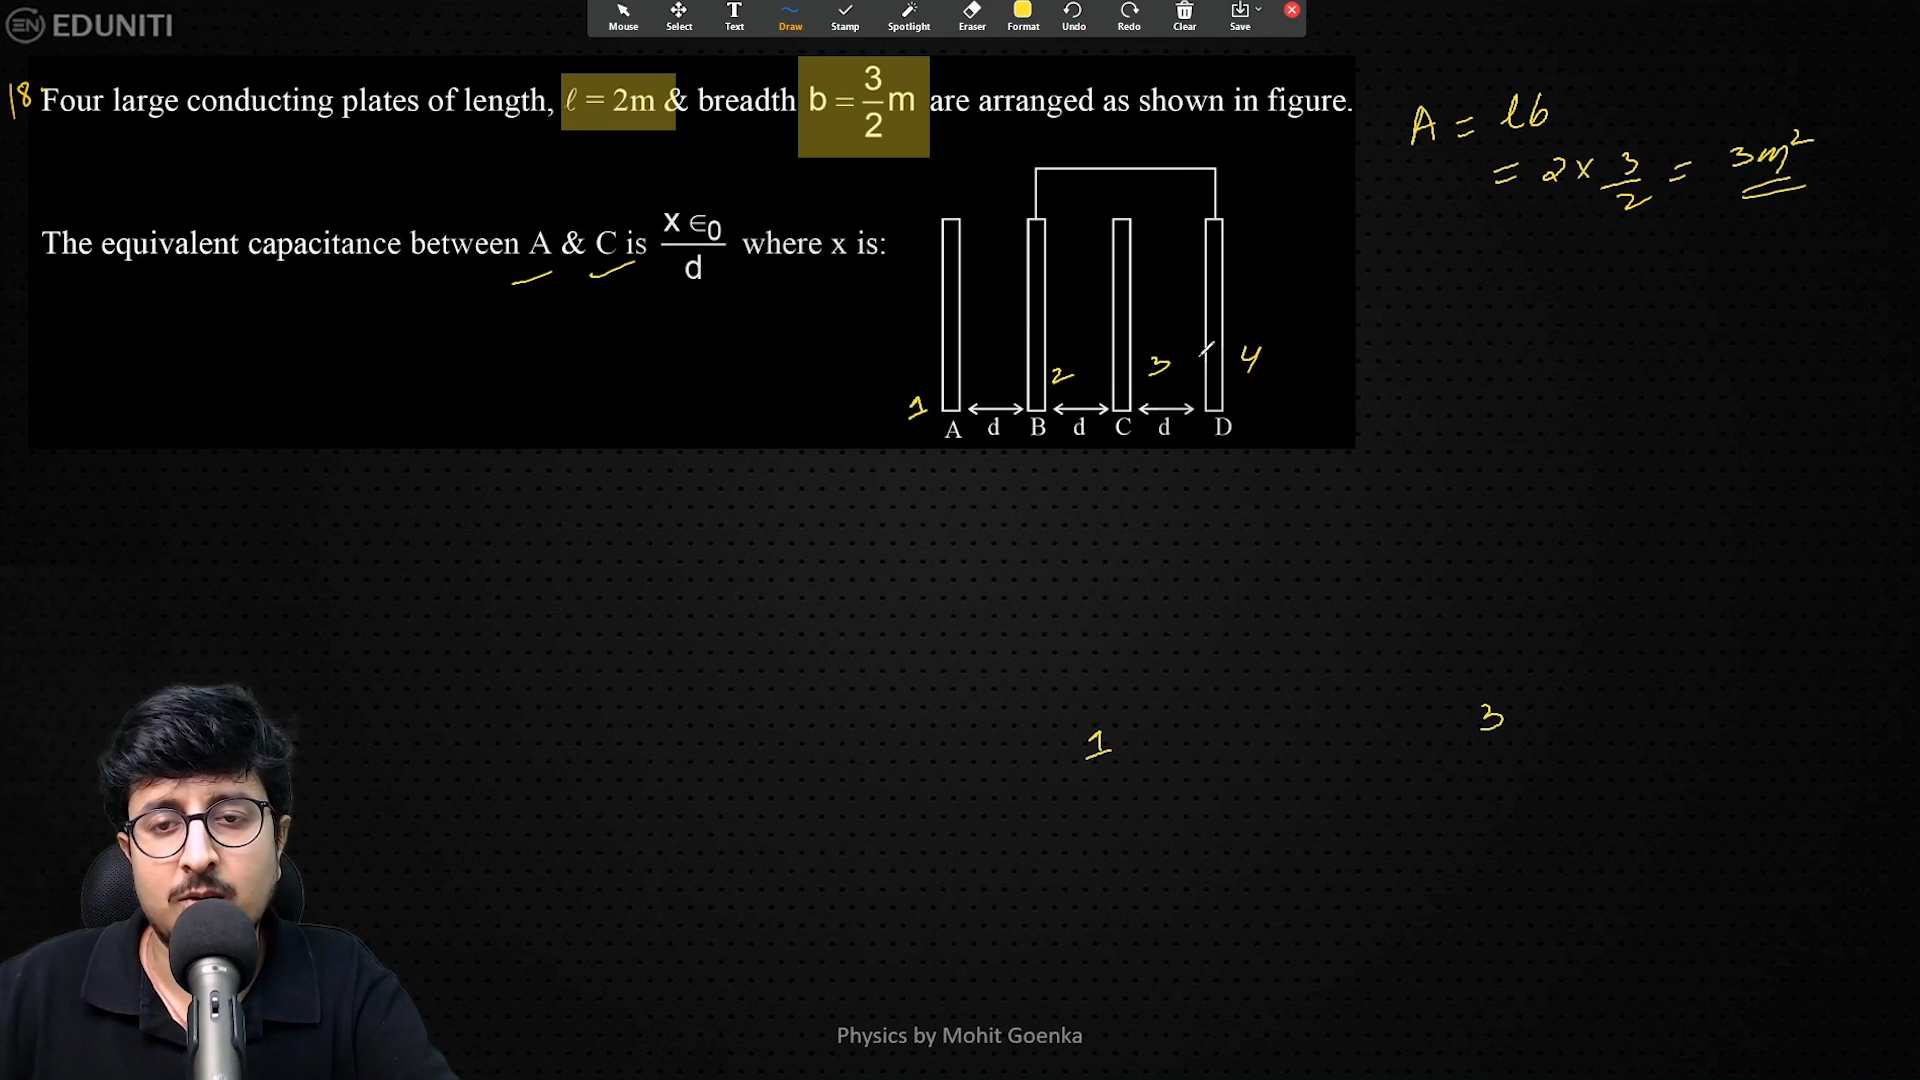 EN EDUNITI
Mouse Select Text Draw Stamp Spotlight Eraser Format Undo Redo Clear Save
18. Four large conducting plates of length, ℓ = 2m & breadth b = 3/2 m are arranged as shown in figure.
The equivalent capacitance between A & C is x ∈0 / d where x is:
1 2 3 4
A d B d C d D
A = lb
= 2 × 3/2 = 3m²
1 3
Physics by Mohit Goenka